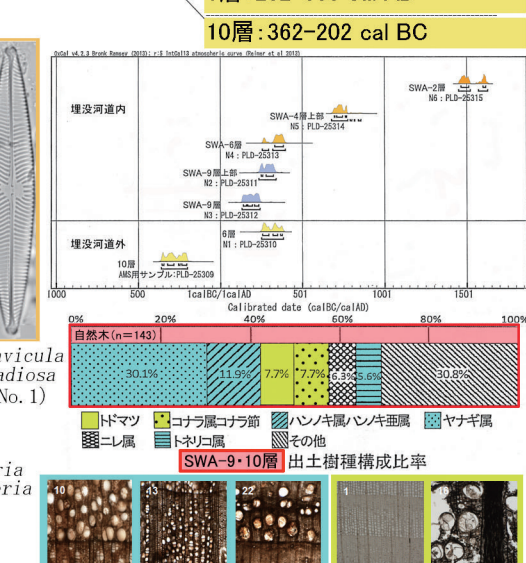 10層：362-202 cal BC
OxCal v4.2.3 Bronk Ramsey (2013); r:5 IntCal13 atmospheric curve (Reimer et al 2013)
埋没河道内
SWA-2層
N6：PLD-25315
SWA-4層上部
N5：PLD-25314
SWA-6層
N4：PLD-25313
SWA-9層上部
N2：PLD-25311
SWA-9層
N3：PLD-25312
埋没河道外
6層
N1：PLD-25310
10層
AMS用サンプル:PLD-25309
1000 500 1calBC/1calAD 501 1001 1501
Calibrated date (calBC/calAD)
0% 20% 40% 60% 80% 100%
自然木(n=143)
30.1% 11.9% 7.7% 7.7% 6.3% 5.6% 30.8%
avicula
adiosa
No.1)
トドマツ コナラ属コナラ節 ハンノキ属ハンノキ亜属 ヤナギ属
ニレ属 トネリコ属 その他
SWA-9・10層 出土樹種構成比率
ria
eria
10 13 22 1 16